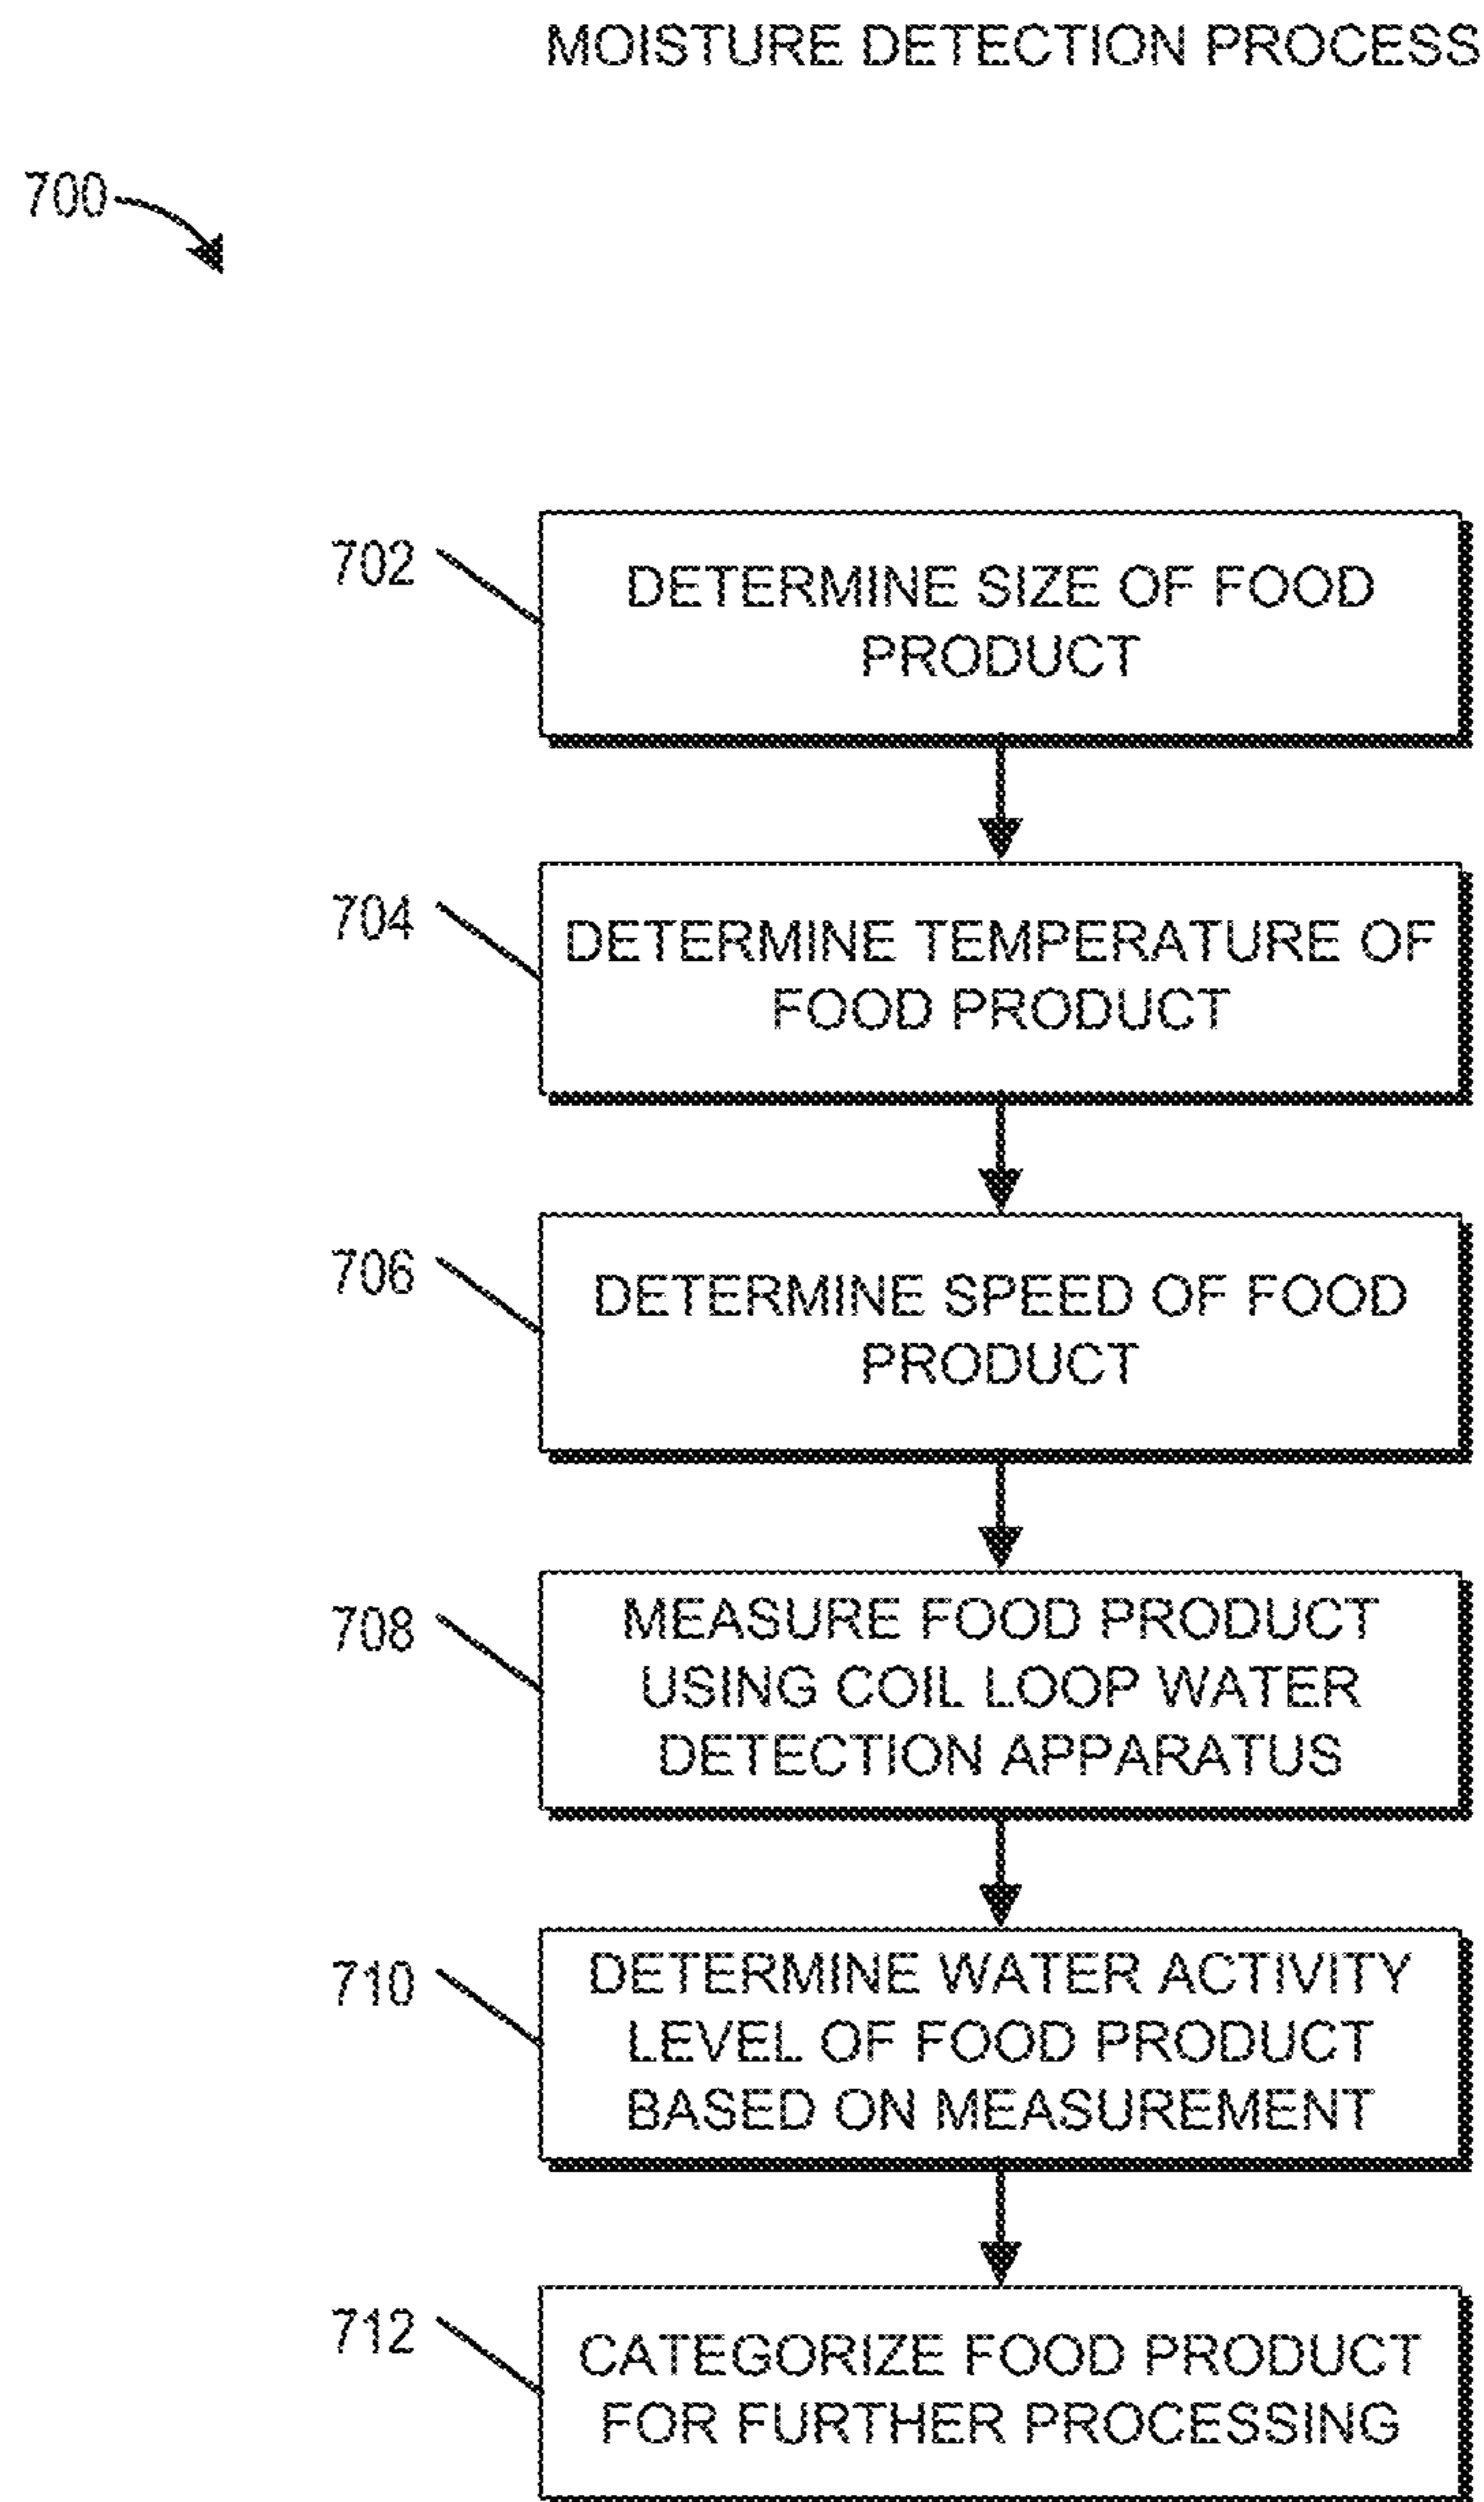 MOISTURE DETECTION PROCESS
700
702
DETERMINE SIZE OF FOOD
PRODUCT
704
DETERMINE TEMPERATURE OF
FOOD PRODUCT
706
DETERMINE SPEED OF FOOD
PRODUCT
708
MEASURE FOOD PRODUCT
USING COIL LOOP WATER
DETECTION APPARATUS
710
DETERMINE WATER ACTIVITY
LEVEL OF FOOD PRODUCT
BASED ON MEASUREMENT
712
CATEGORIZE FOOD PRODUCT
FOR FURTHER PROCESSING